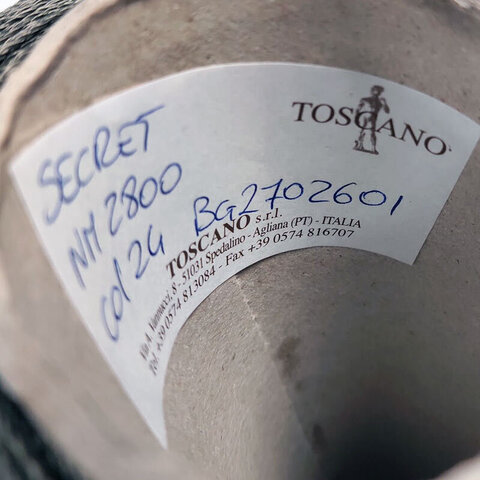 TOSCANO
SECRET
NM 2800
col 24 BG2702601
TOSCANO s.r.l.
Via A. Vannucci, 8 - 51031 Spedalino - Agliana (PT) - ITALIA
Tel. +39 0574 813084 - Fax +39 0574 816707